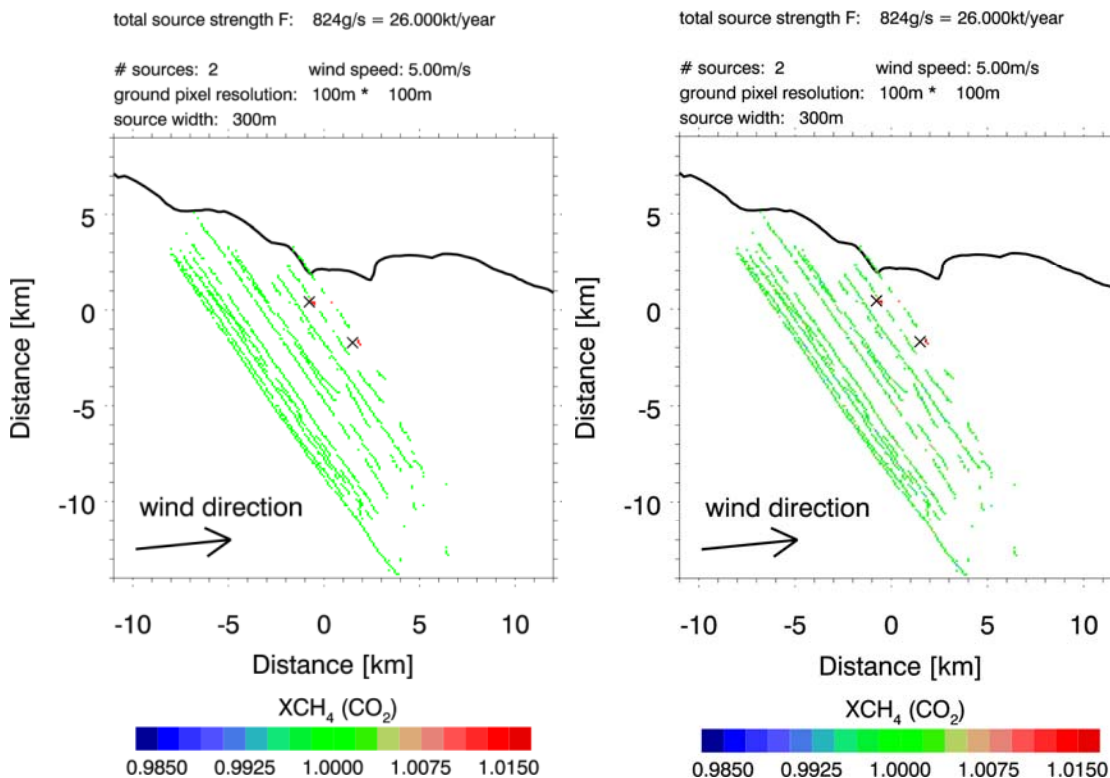 total source strength F: 824g/s = 26.000kt/year
# sources: 2 wind speed: 5.00m/s
ground pixel resolution: 100m * 100m
source width: 300m
Distance [km]
5
0
-5
-10
wind direction
-10 -5 0 5 10
Distance [km]
XCH₄ (CO₂)
0.9850 0.9925 1.0000 1.0075 1.0150
total source strength F: 824g/s = 26.000kt/year
# sources: 2 wind speed: 5.00m/s
ground pixel resolution: 100m * 100m
source width: 300m
Distance [km]
5
0
-5
-10
wind direction
-10 -5 0 5 10
Distance [km]
XCH₄ (CO₂)
0.9850 0.9925 1.0000 1.0075 1.0150